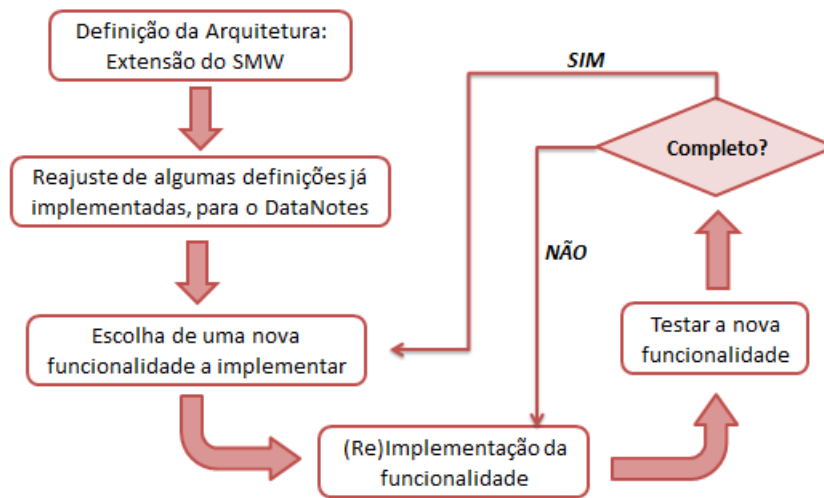 Definição da Arquitetura:
Extensão do SMW
Reajuste de algumas definições já
implementadas, para o DataNotes
Escolha de uma nova
funcionalidade a implementar
(Re)Implementação da
funcionalidade
Testar a nova
funcionalidade
Completo?
SIM
NÃO